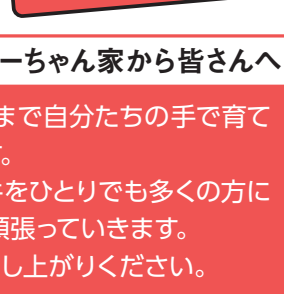 ーちゃん家から皆さんへ
まで自分たちの手で育て
。
をひとりでも多くの方に
頑張っていきます。
し上がりください。